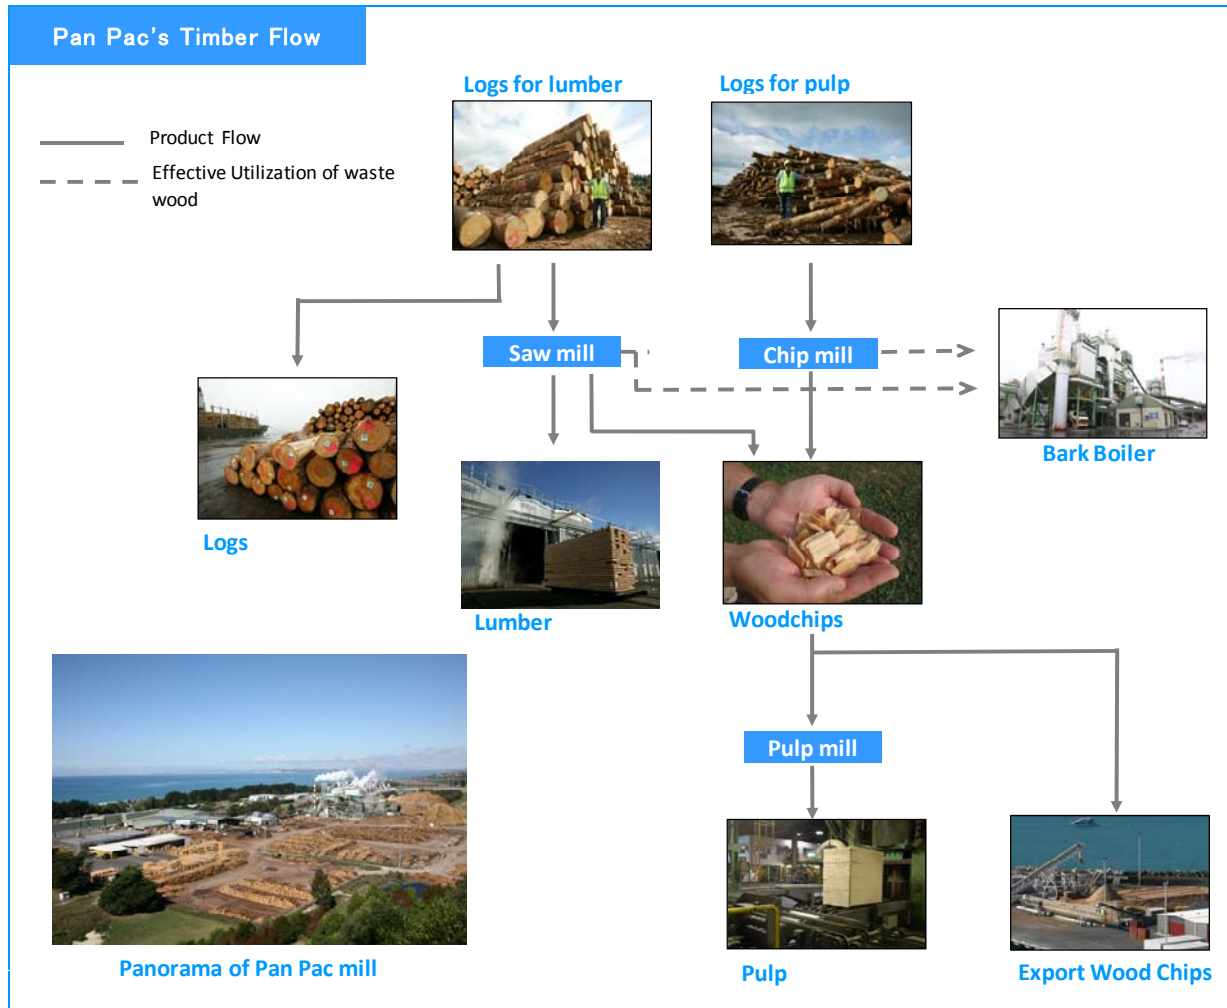 Pan Pac's Timber Flow
Logs for lumber
Logs for pulp
Product Flow
Effective Utilization of waste
wood
Saw mill
Chip mill
Bark Boiler
Logs
Lumber
Woodchips
Pulp mill
Panorama of Pan Pac mill
Pulp
Export Wood Chips